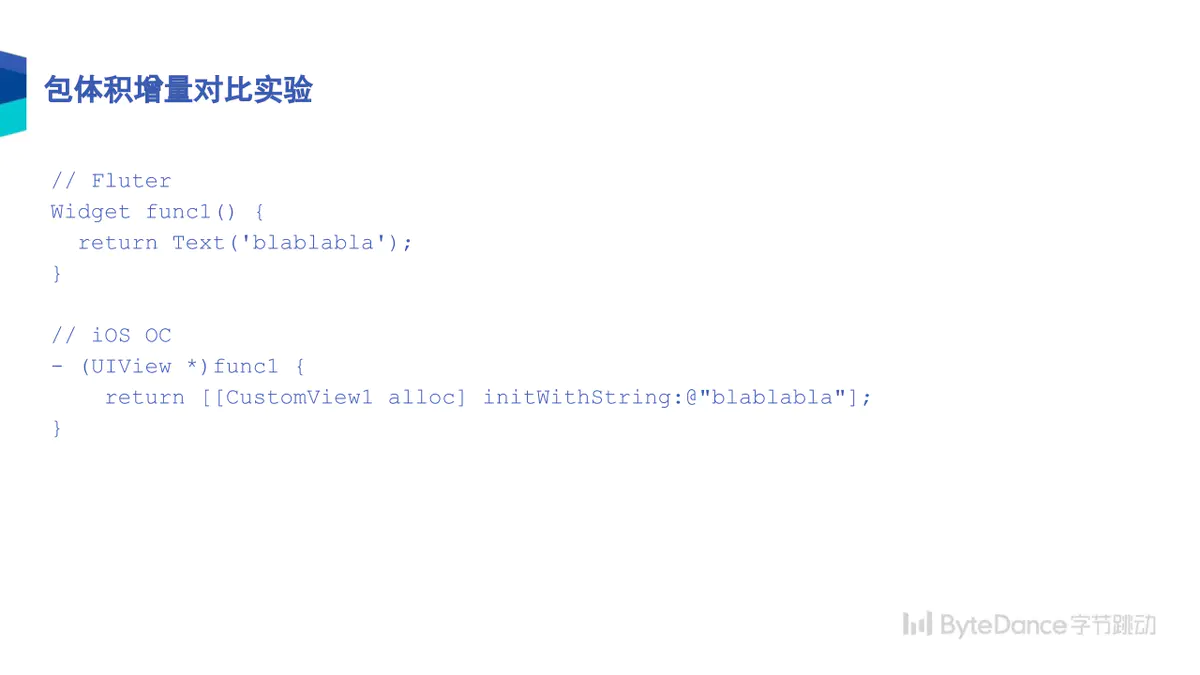 包体积增量对比实验
// Fluter
Widget func1() {
  return Text('blablabla');
}
// iOS OC
- (UIView *)func1 {
    return [[CustomView1 alloc] initWithString:@"blablabla"];
}
ByteDance字节跳动